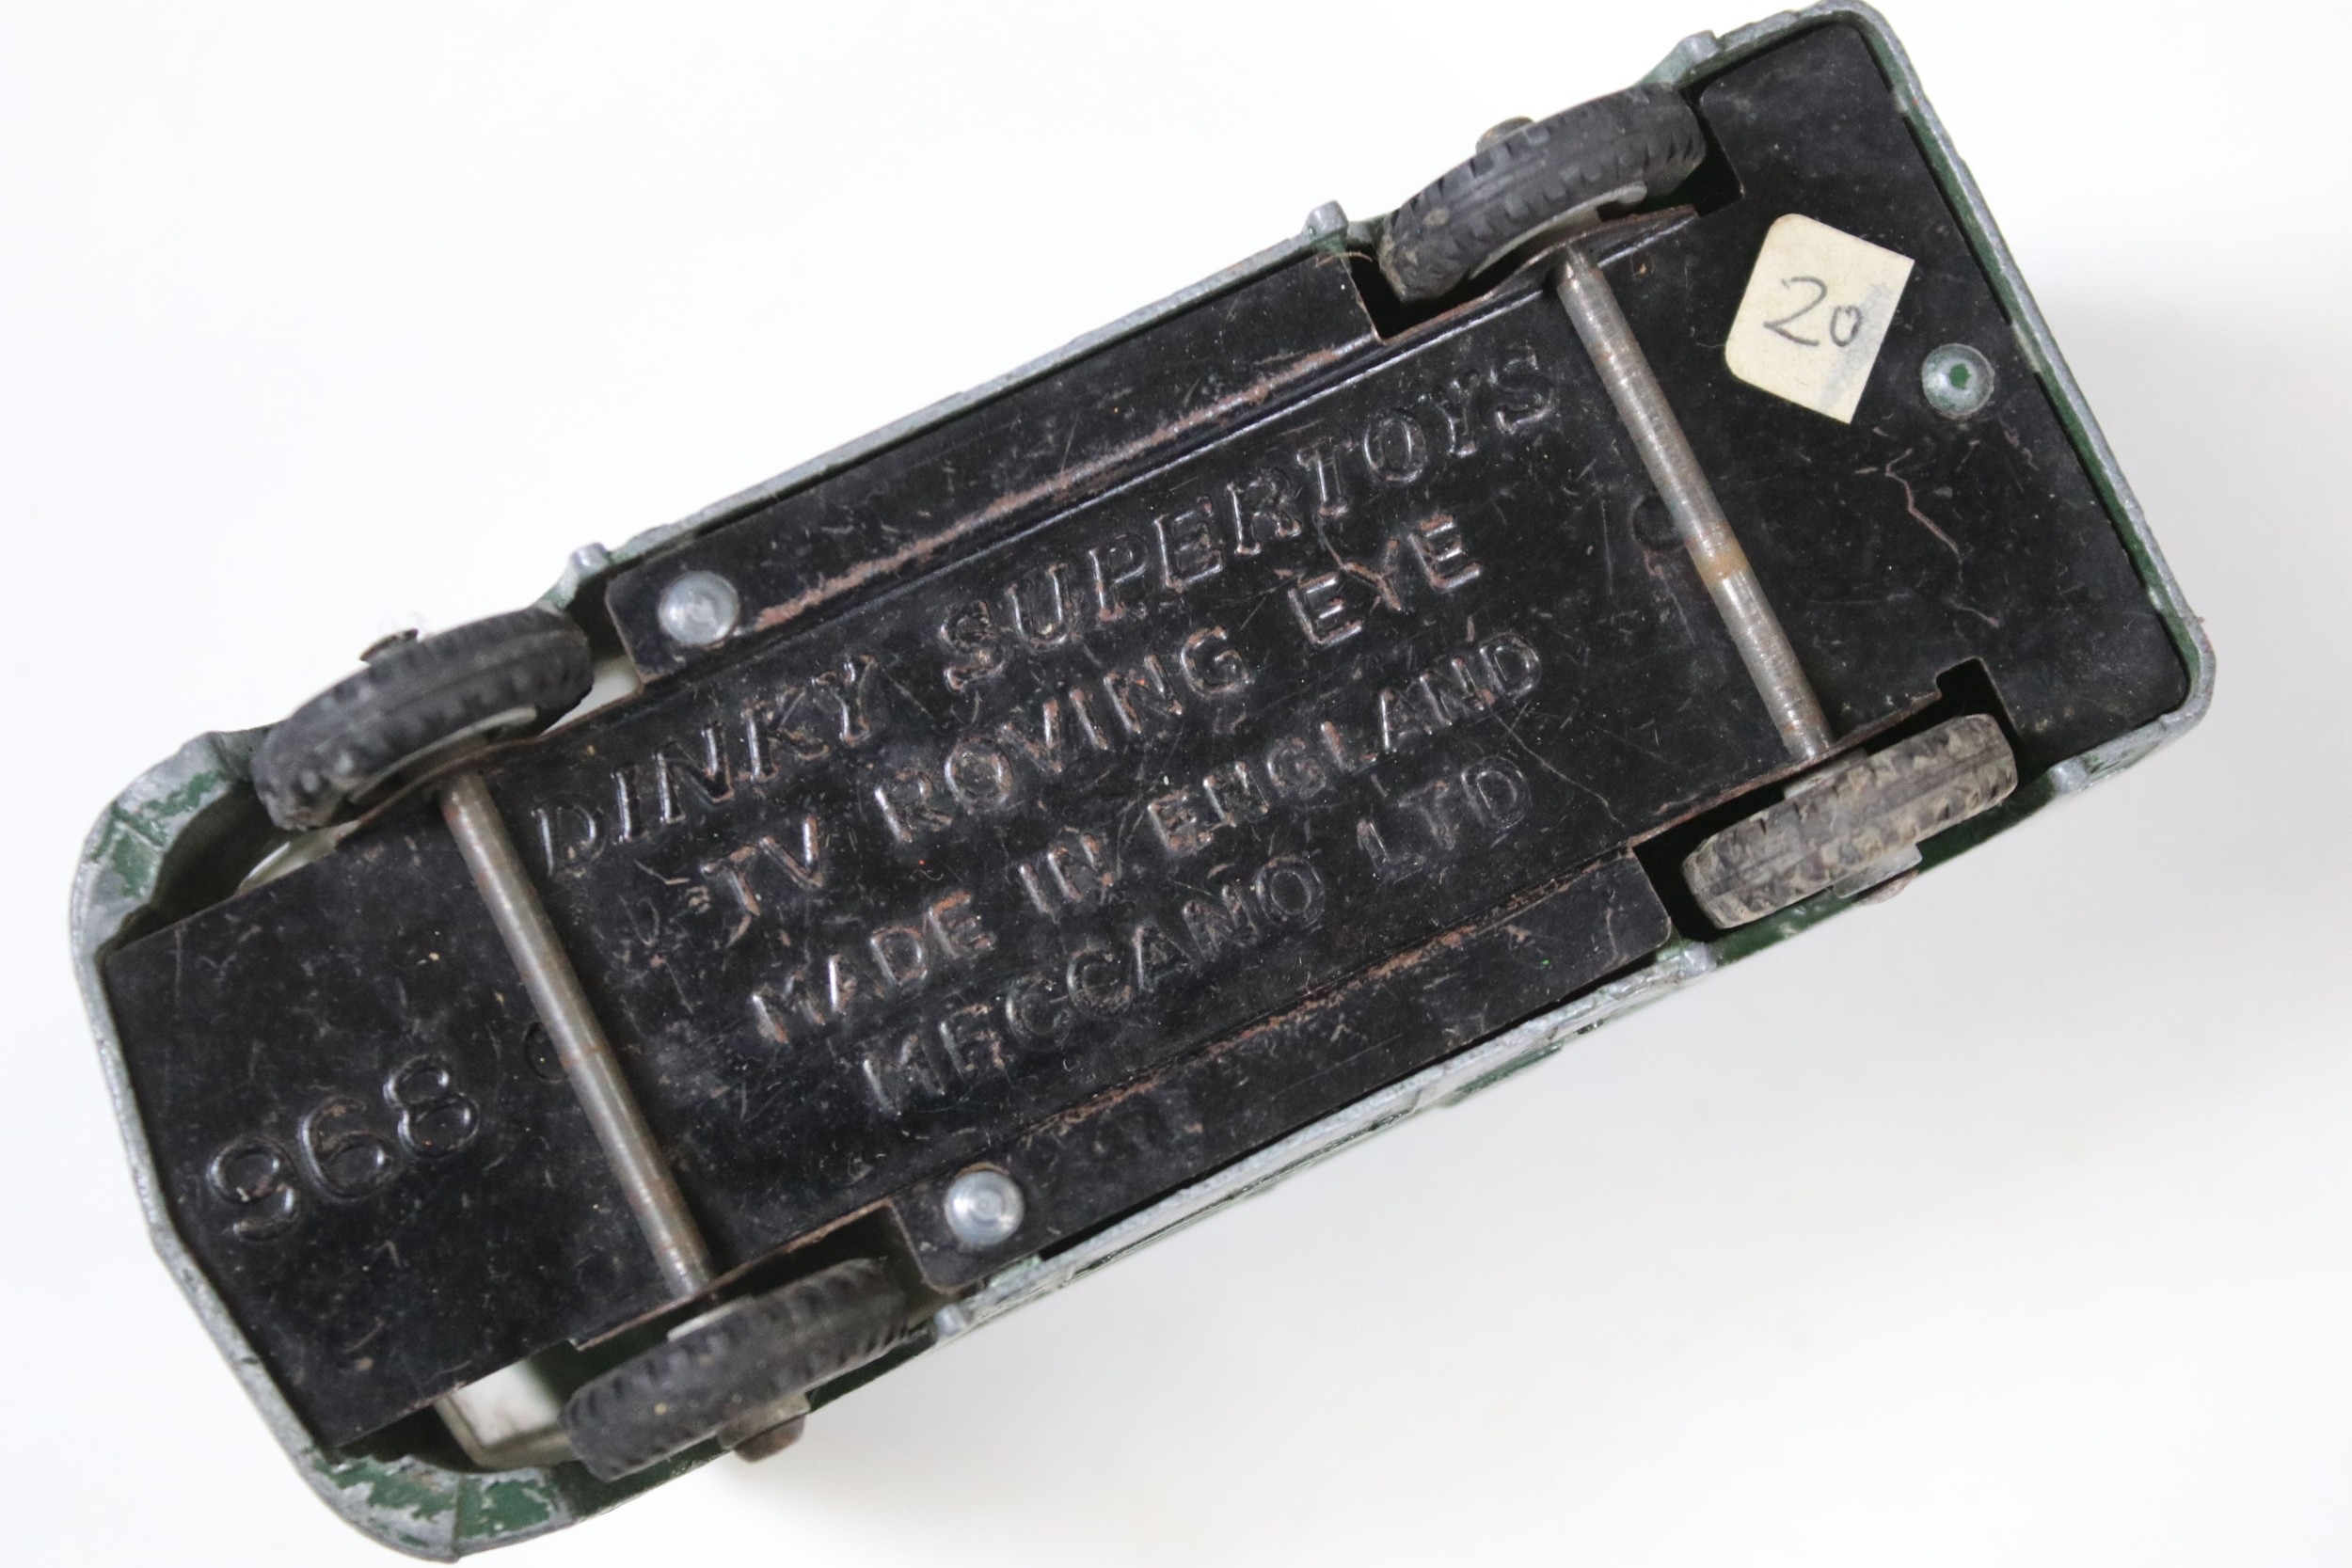 DINKY SUPERTOYS
TV ROVING EYE
MADE IN ENGLAND
MECCANO LTD
968
20